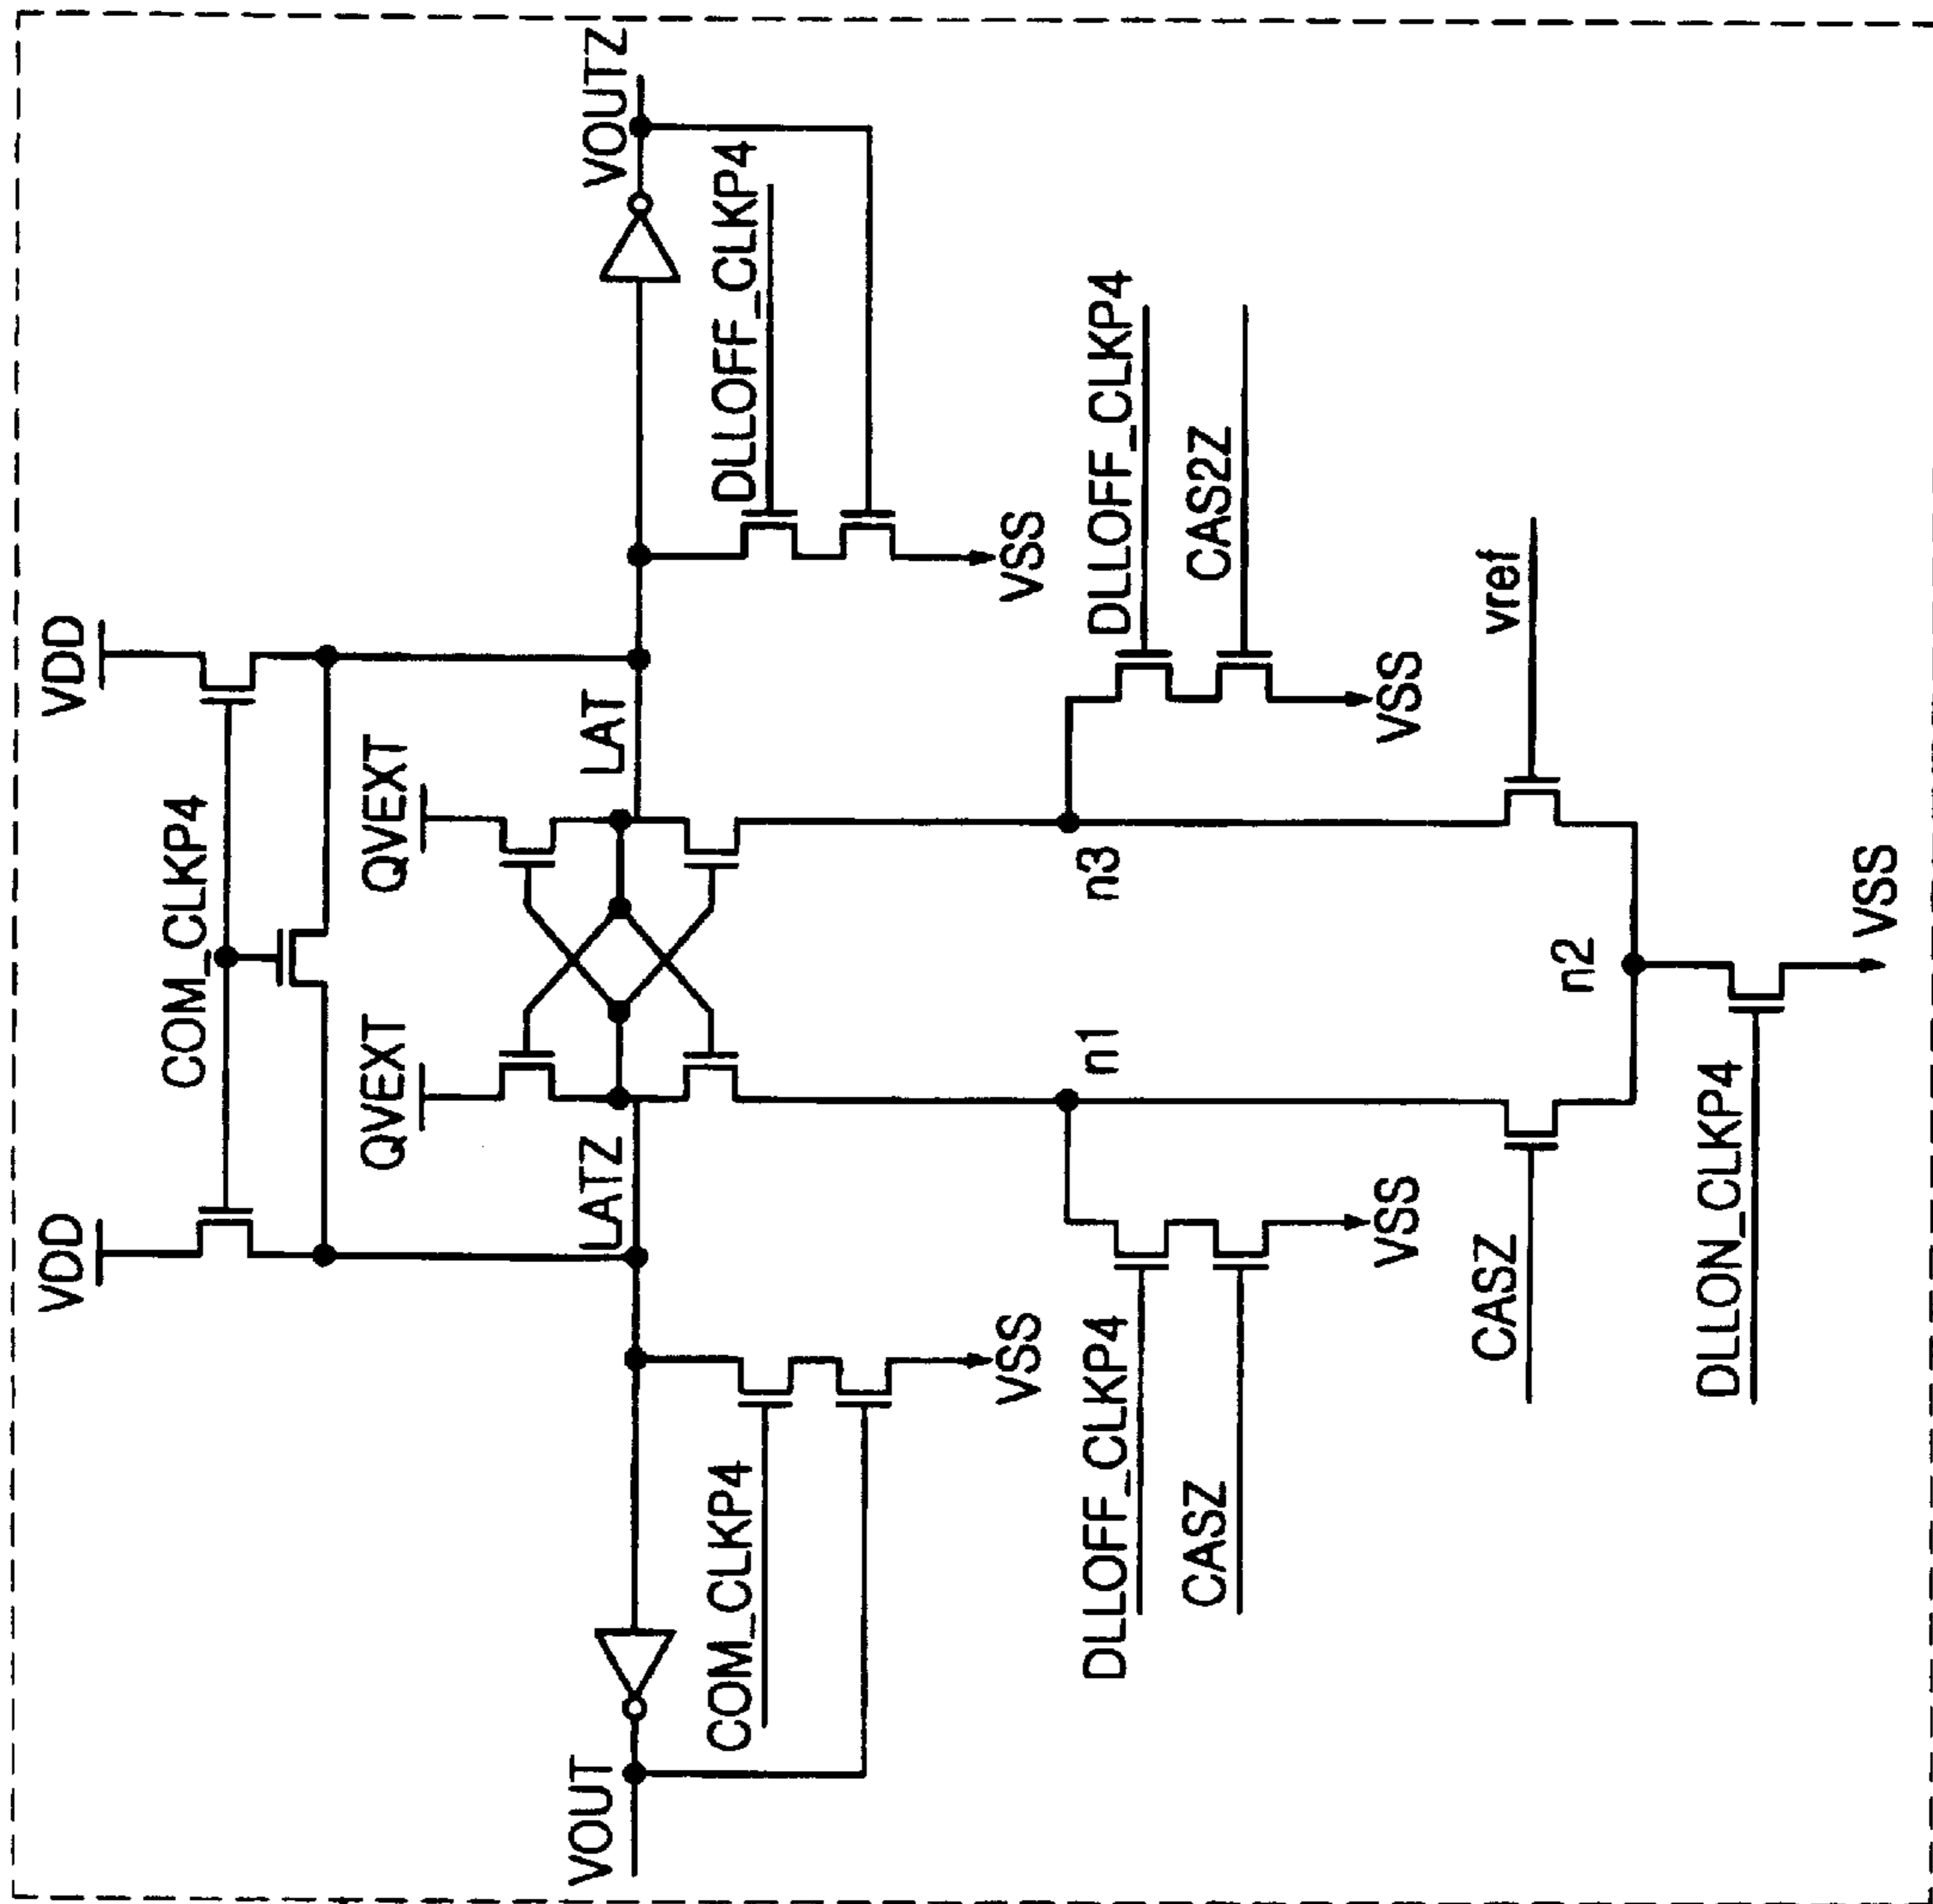 VDD
VDD
COM_CLKP4
QVEXT
QVEXT
LATZ
LAT
VOUT
VOUTZ
COM_CLKP4
DLLOFF_CLKP4
VSS
VSS
n1
n3
DLLOFF_CLKP4
DLLOFF_CLKP4
CASZ
CAS2Z
VSS
VSS
CASZ
vref
n2
DLLON_CLKP4
VSS